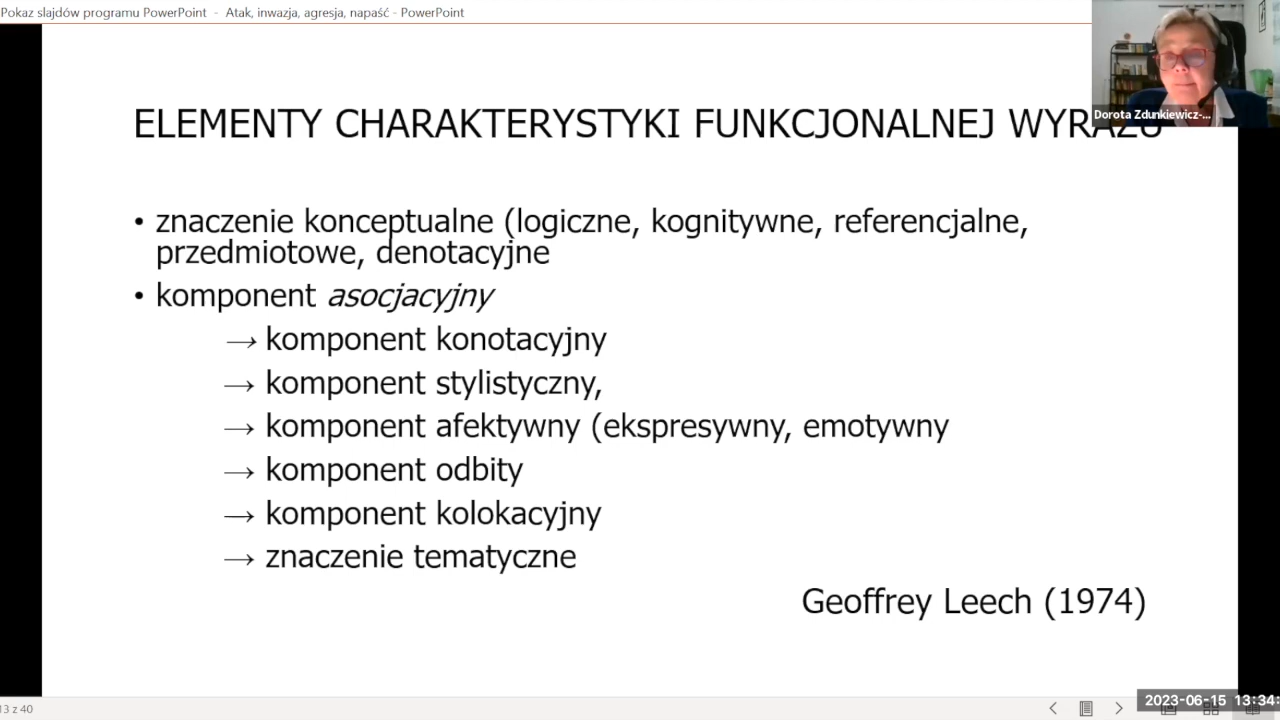 Pokaz slajdów programu PowerPoint - Atak, inwazja, agresja, napaść - PowerPoint
Dorota Zdunkiewicz-...
ELEMENTY CHARAKTERYSTYKI FUNKCJONALNEJ WYRAZU
• znaczenie konceptualne (logiczne, kognitywne, referencjalne,
przedmiotowe, denotacyjne
• komponent asocjacyjny
→ komponent konotacyjny
→ komponent stylistyczny,
→ komponent afektywny (ekspresywny, emotywny
→ komponent odbity
→ komponent kolokacyjny
→ znaczenie tematyczne
Geoffrey Leech (1974)
13 z 40
2023-06-15 13:34: